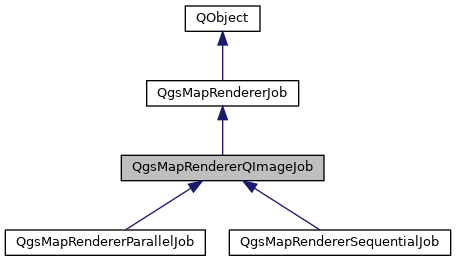 QObject
QgsMapRendererJob
QgsMapRendererQImageJob
QgsMapRendererParallelJob
QgsMapRendererSequentialJob